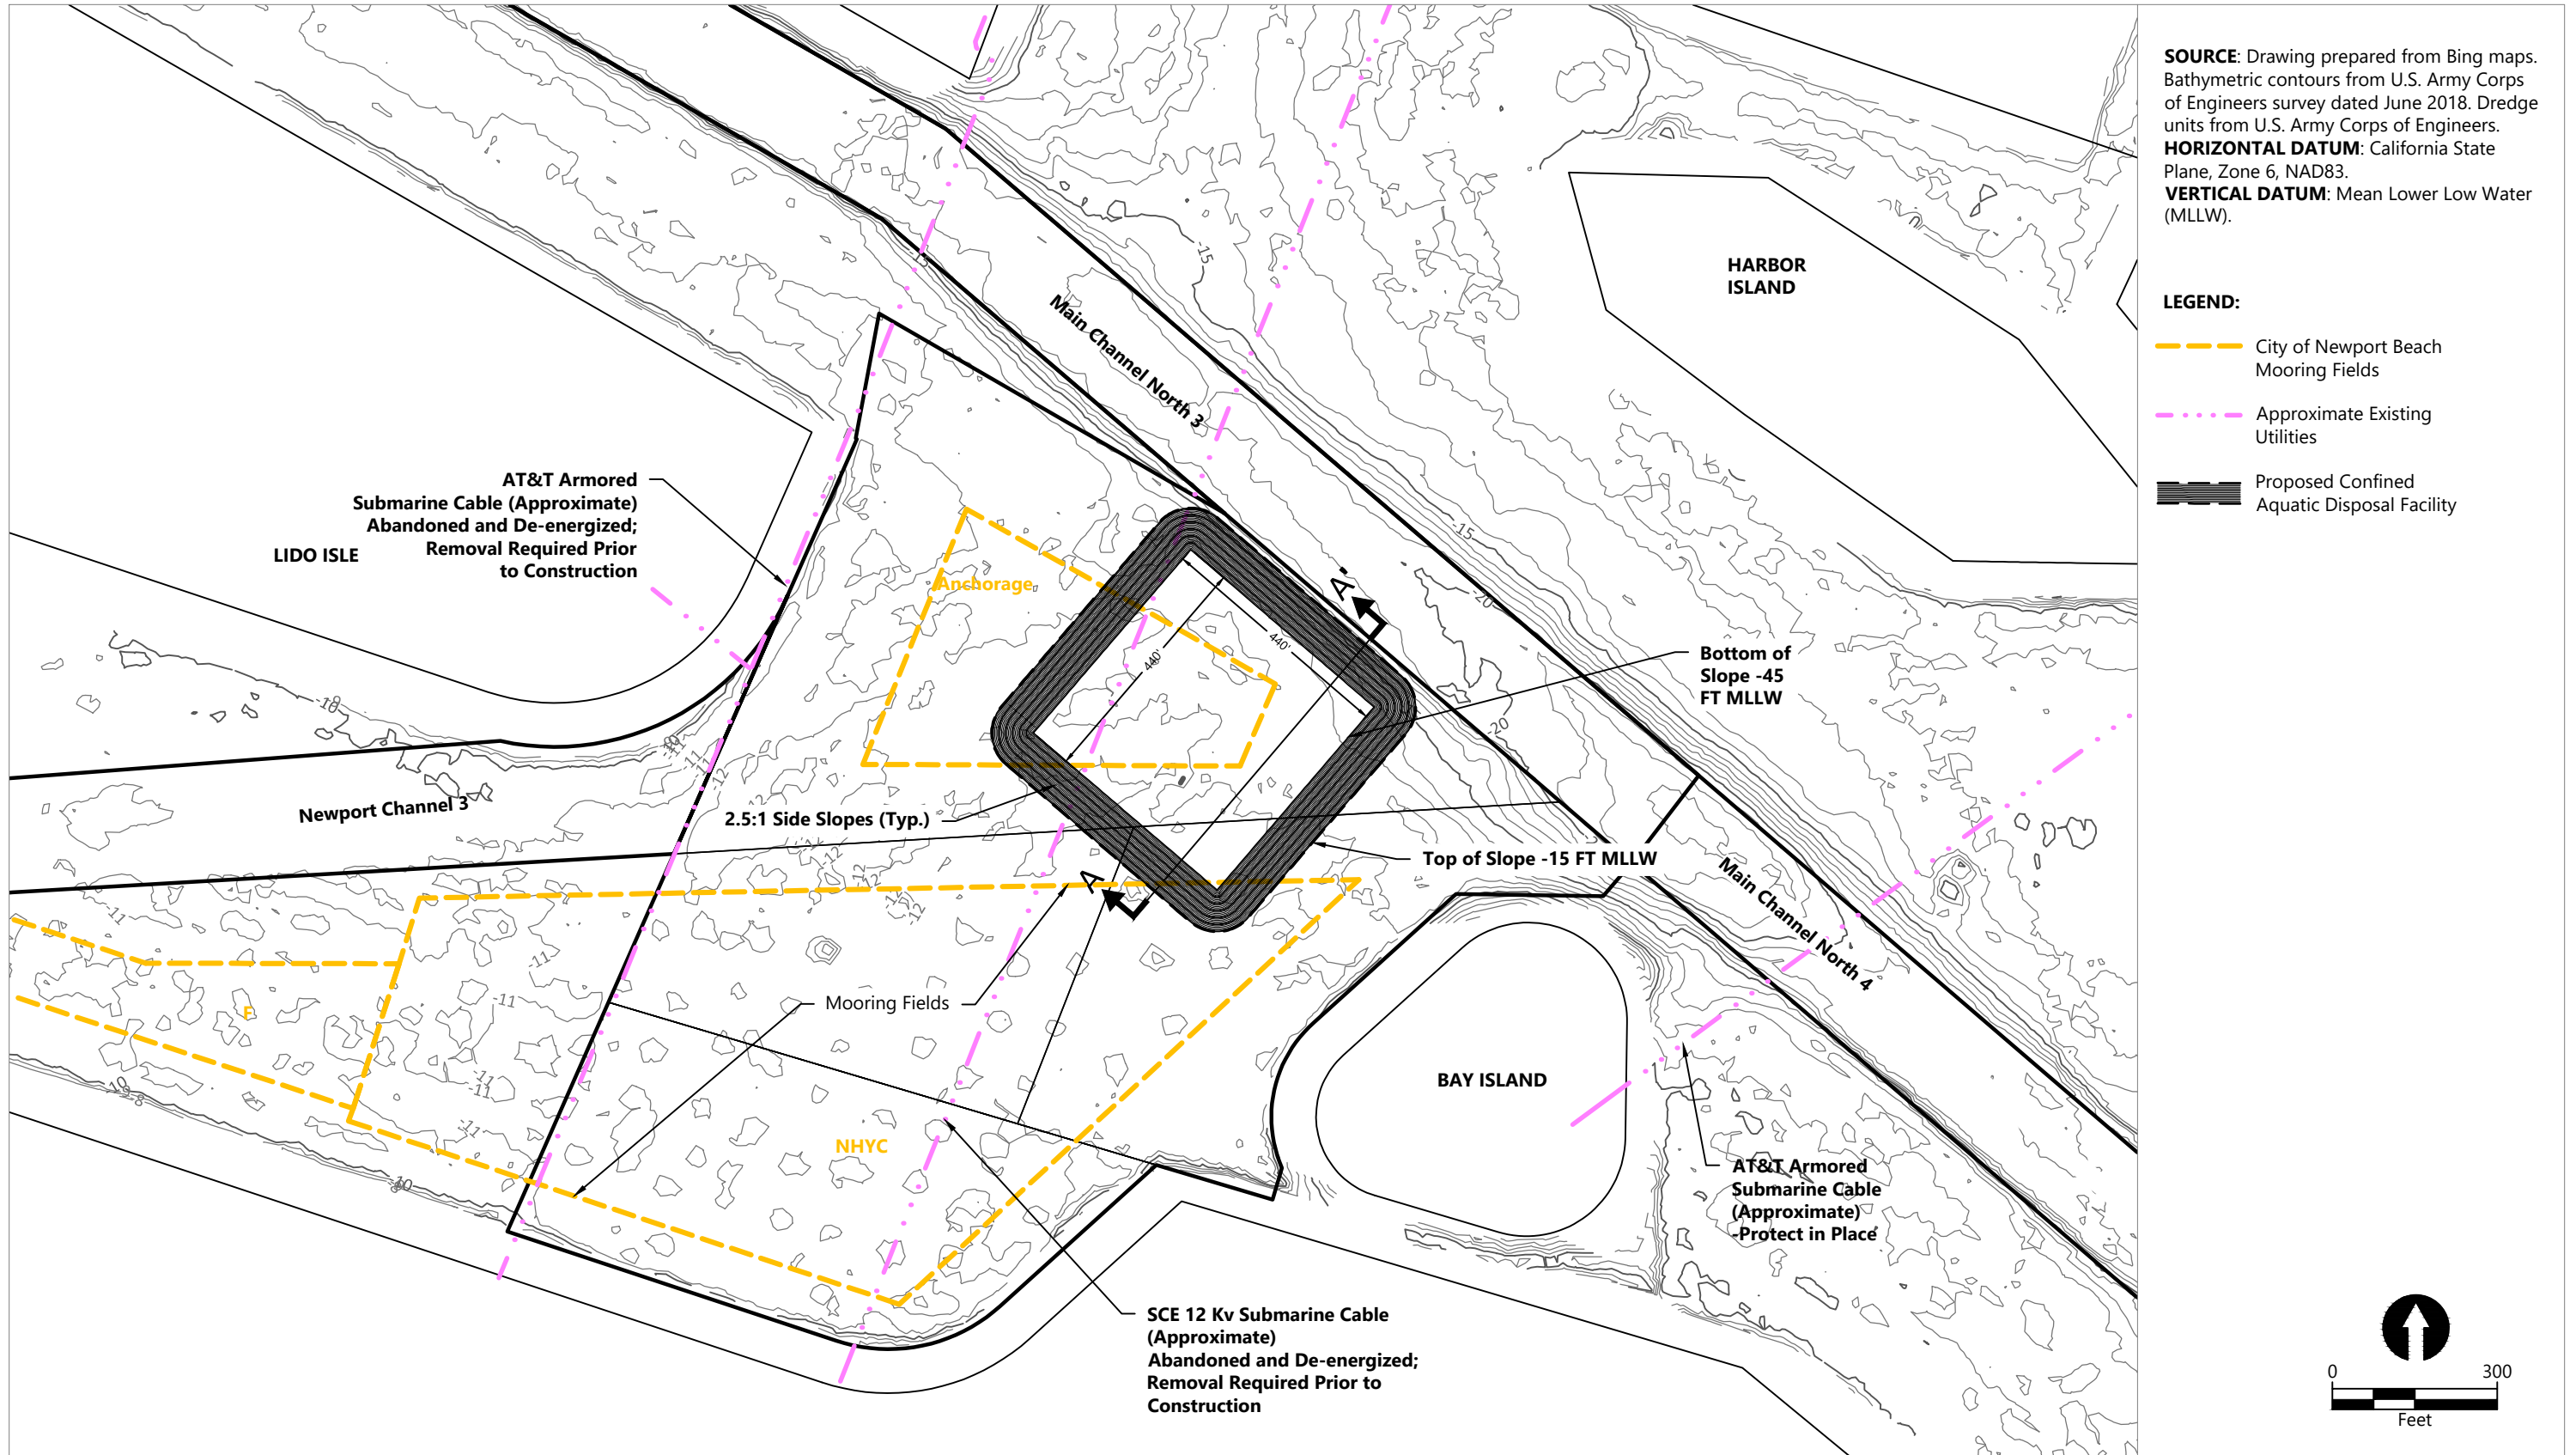 SOURCE: Drawing prepared from Bing maps.
Bathymetric contours from U.S. Army Corps
of Engineers survey dated June 2018. Dredge
units from U.S. Army Corps of Engineers.
HORIZONTAL DATUM: California State
Plane, Zone 6, NAD83.
VERTICAL DATUM: Mean Lower Low Water
(MLLW).
LEGEND:
City of Newport Beach
Mooring Fields
Approximate Existing
Utilities
Proposed Confined
Aquatic Disposal Facility
HARBOR
ISLAND
-15
Main Channel North 3
AT&T Armored
Submarine Cable (Approximate)
Abandoned and De-energized;
Removal Required Prior
to Construction
LIDO ISLE
Anchorage
-15
-20
A'
440'
440'
Bottom of
Slope -45
FT MLLW
-10
-20
Newport Channel 3
2.5:1 Side Slopes (Typ.)
Top of Slope -15 FT MLLW
-12
-12
-12
A
Main Channel North 4
-11
-11
-11
F
Mooring Fields
-11
-11
-11
-10
-8
BAY ISLAND
NHYC
-10
AT&T Armored
Submarine Cable
(Approximate)
-Protect in Place
SCE 12 Kv Submarine Cable
(Approximate)
Abandoned and De-energized;
Removal Required Prior to
Construction
0 300
Feet